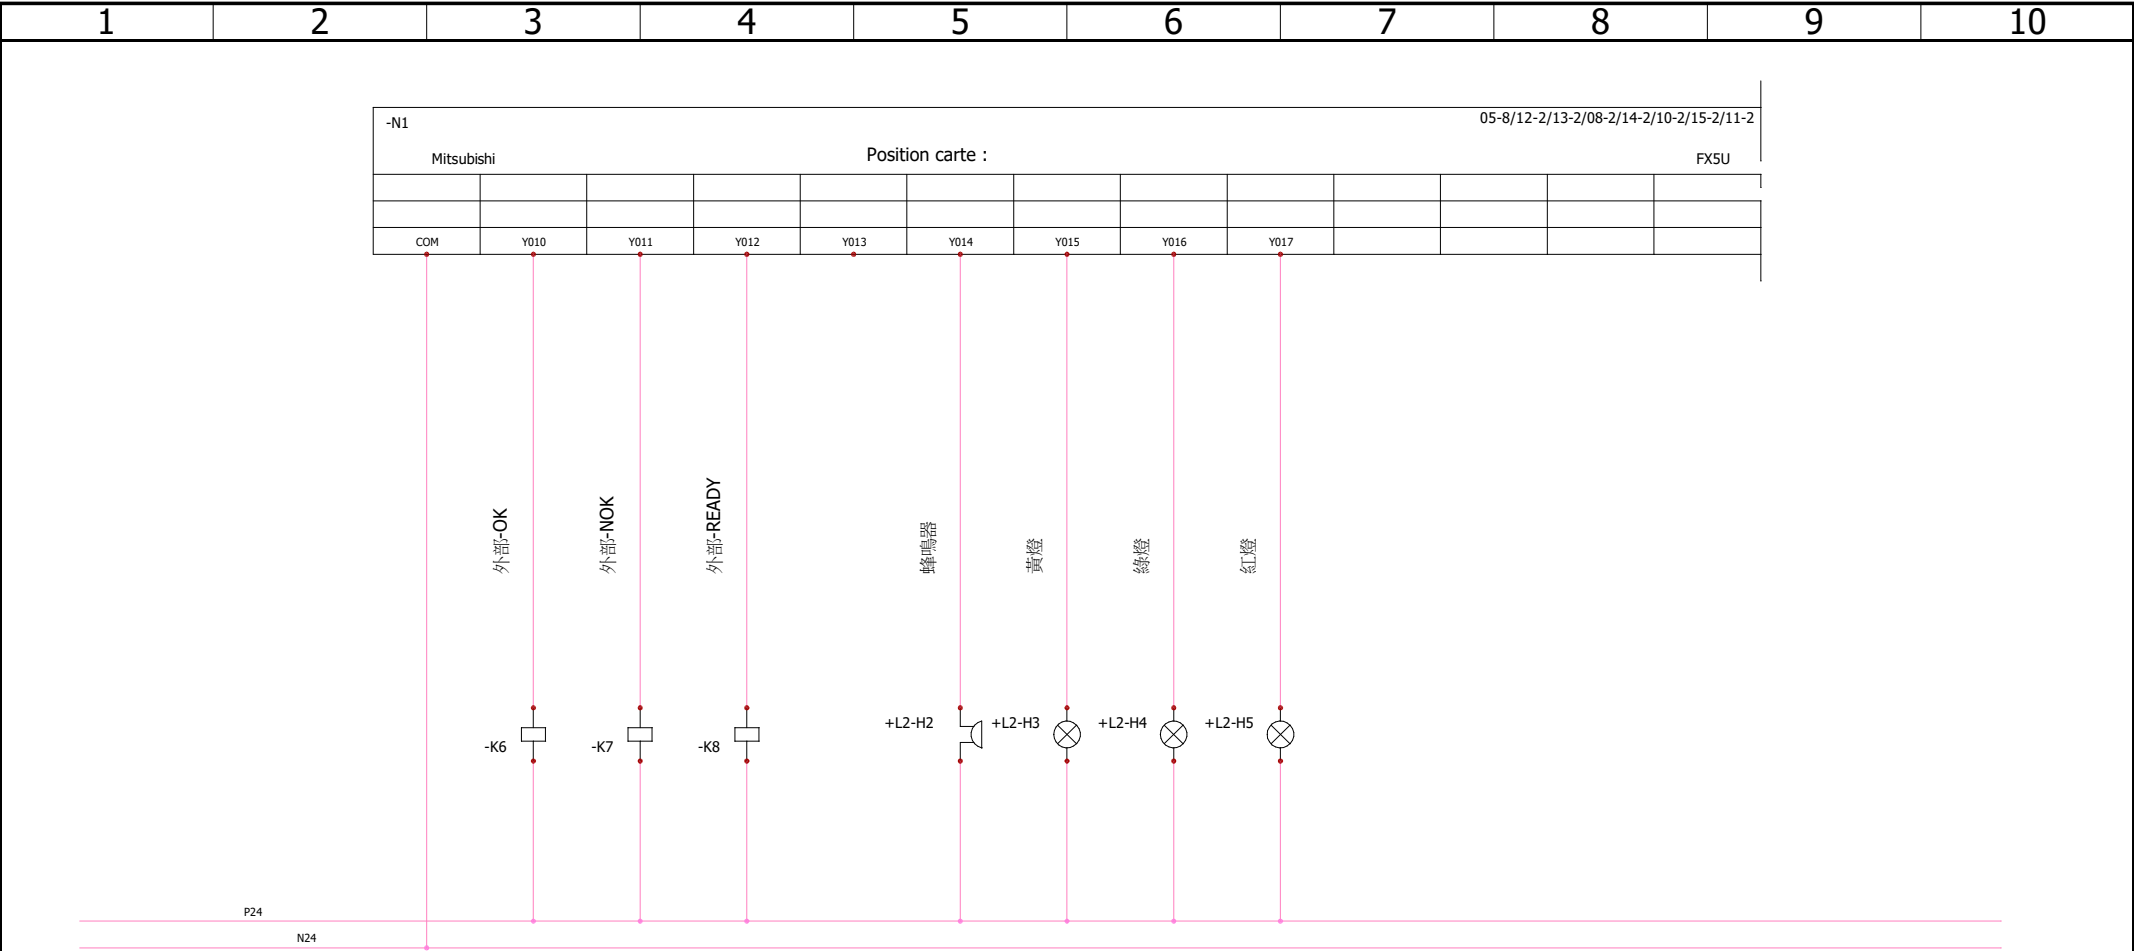 1 2 3 4 5 6 7 8 9 10
-N1 05-8/12-2/13-2/08-2/14-2/10-2/15-2/11-2
Mitsubishi Position carte : FX5U
COM Y010 Y011 Y012 Y013 Y014 Y015 Y016 Y017
外部-OK
外部-NOK
外部-READY
蜂鳴器
黃燈
綠燈
紅燈
+L2-H2 +L2-H3 +L2-H4 +L2-H5
-K6 -K7 -K8
P24
N24